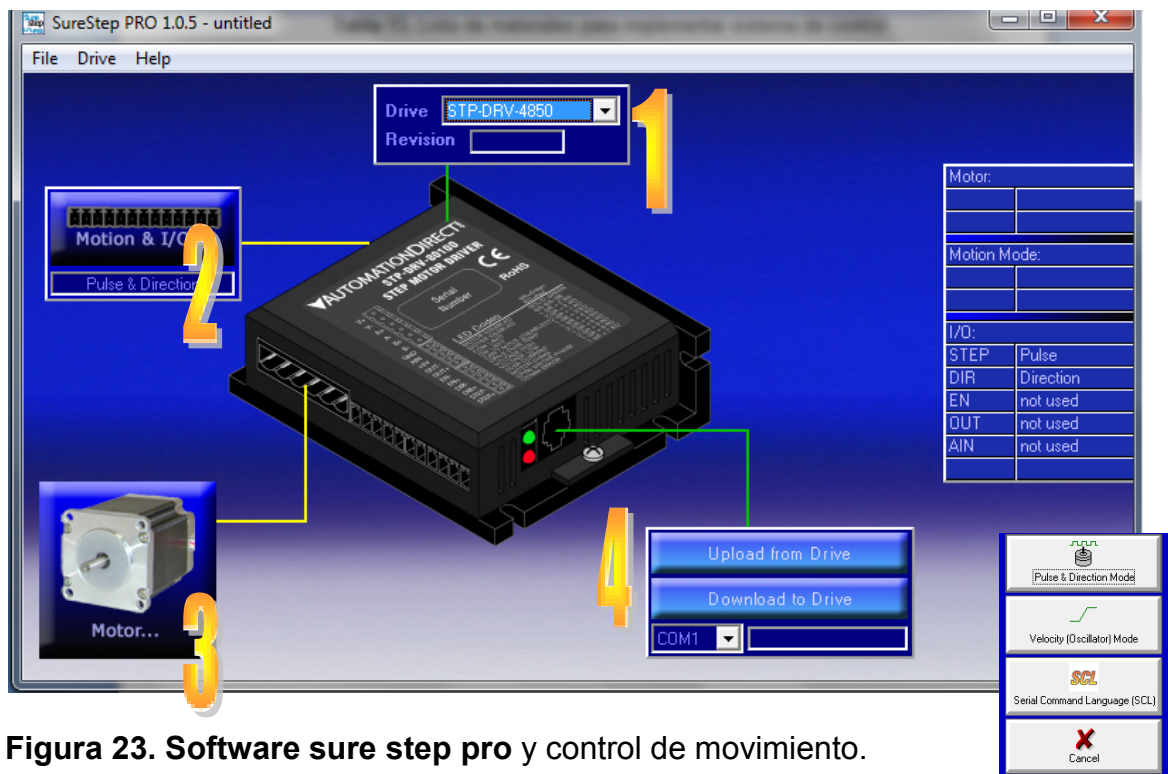 SureStep PRO 1.0.5 - untitled
File Drive Help
Drive STP-DRV-4850
Revision
1
Motion & I/O
Pulse & Direction
2
AUTOMATIONDIRECT
STP-DRV-80100
STEP MOTOR DRIVER
CE
RoHS
Serial
Number
LED Codes
Motor:
Motion Mode:
I/O:
STEP Pulse
DIR Direction
EN not used
OUT not used
AIN not used
Motor...
3
4
Upload from Drive
Download to Drive
COM1
Pulse & Direction Mode
Velocity (Oscillator) Mode
SCL
Serial Command Language (SCL)
Cancel
Figura 23. Software sure step pro y control de movimiento.